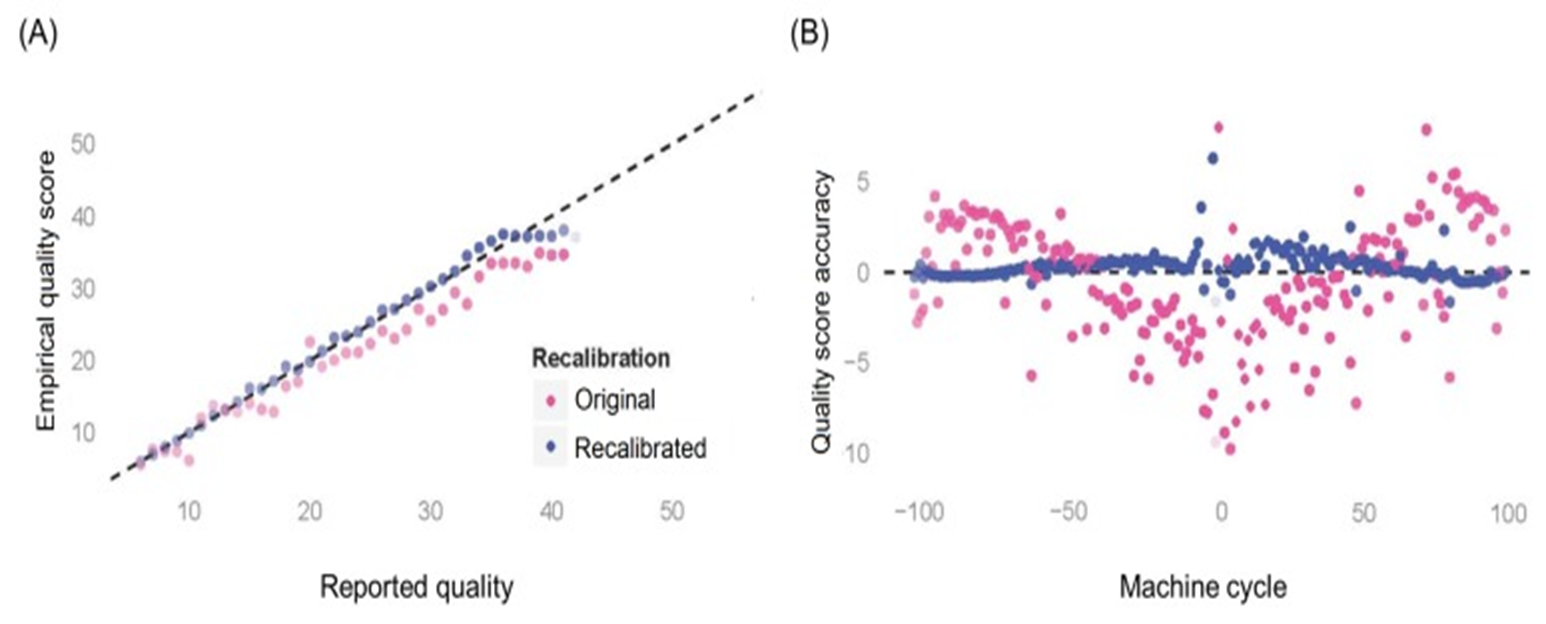 (A)
(B)
Empirical quality score
50
40
30
20
10
Recalibration
Original
Recalibrated
10 20 30 40 50
Reported quality
Quality score accuracy
5
0
−5
10
−100 −50 0 50 100
Machine cycle